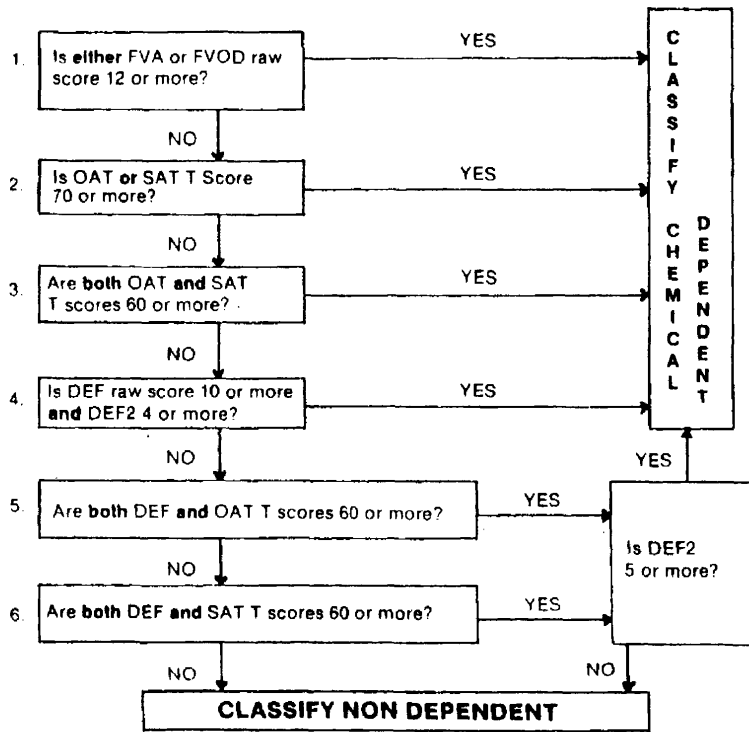 1. Is either FVA or FVOD raw
score 12 or more?
YES
NO
2. Is OAT or SAT T Score
70 or more?
YES
NO
3. Are both OAT and SAT
T scores 60 or more?
YES
NO
4. Is DEF raw score 10 or more
and DEF2 4 or more?
YES
NO
5. Are both DEF and OAT T scores 60 or more?
YES
NO
6. Are both DEF and SAT T scores 60 or more?
YES
NO
Is DEF2
5 or more?
YES
NO
CLASSIFY CHEMICAL
DEPENDENT
CLASSIFY NON DEPENDENT